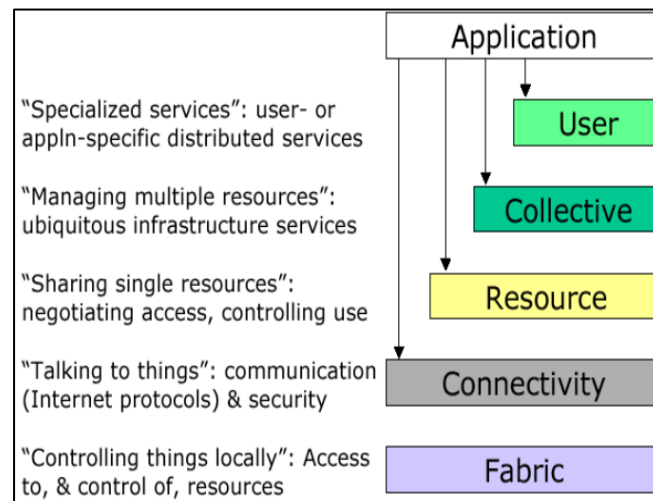 Application
“Specialized services”: user- or
appln-specific distributed services
User
“Managing multiple resources”:
ubiquitous infrastructure services
Collective
“Sharing single resources”:
negotiating access, controlling use
Resource
“Talking to things”: communication
(Internet protocols) & security
Connectivity
“Controlling things locally”: Access
to, & control of, resources
Fabric